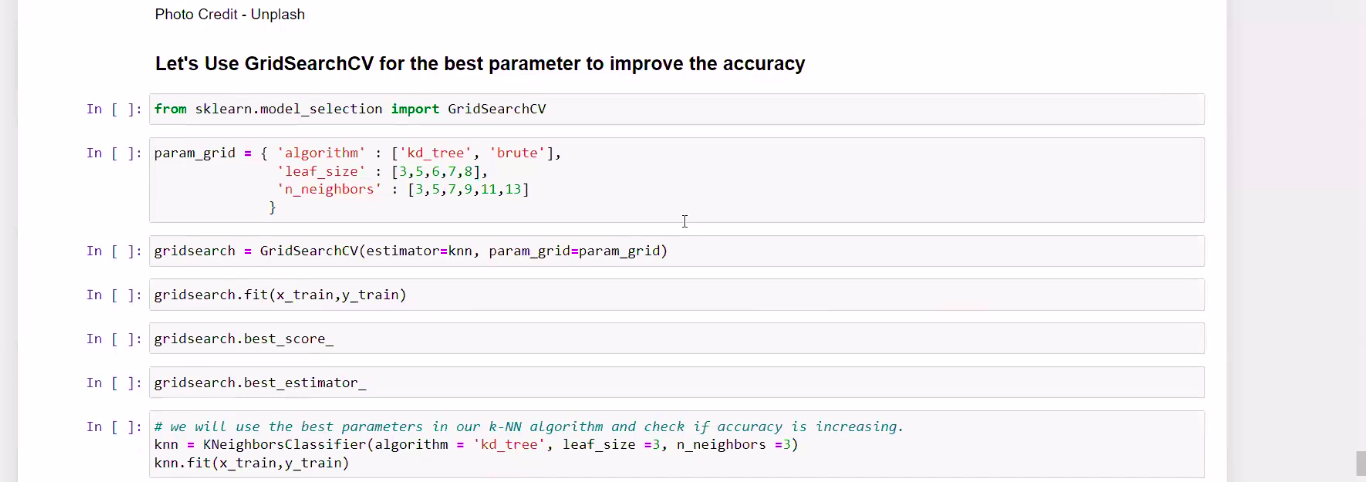 Photo Credit - Unplash
Let's Use GridSearchCV for the best parameter to improve the accuracy
In [ ]: from sklearn.model_selection import GridSearchCV
In [ ]: param_grid = { 'algorithm' : ['kd_tree', 'brute'],
'leaf_size' : [3,5,6,7,8],
'n_neighbors' : [3,5,7,9,11,13]
}
In [ ]: gridsearch = GridSearchCV(estimator=knn, param_grid=param_grid)
In [ ]: gridsearch.fit(x_train,y_train)
In [ ]: gridsearch.best_score_
In [ ]: gridsearch.best_estimator_
In [ ]: # we will use the best parameters in our k-NN algorithm and check if accuracy is increasing.
knn = KNeighborsClassifier(algorithm = 'kd_tree', leaf_size =3, n_neighbors =3)
knn.fit(x_train,y_train)